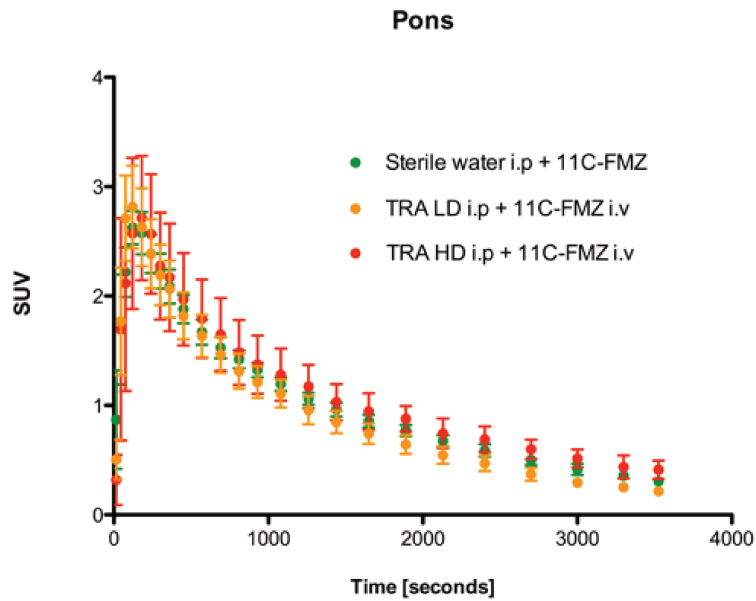 Pons
4
3
2
1
0
SUV
Sterile water i.p + 11C-FMZ
TRA LD i.p + 11C-FMZ i.v
TRA HD i.p + 11C-FMZ i.v
0 1000 2000 3000 4000
Time [seconds]